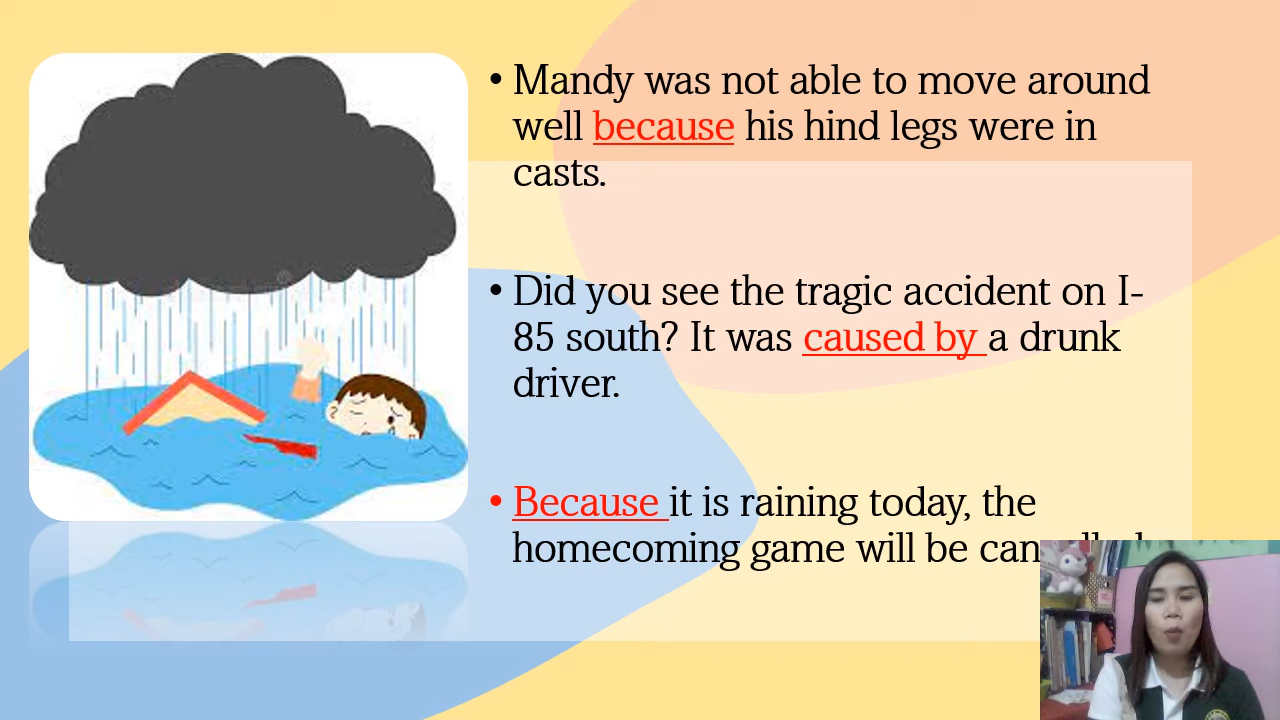 • Mandy was not able to move around
well because his hind legs were in
casts.
• Did you see the tragic accident on I-
85 south? It was caused by a drunk
driver.
• Because it is raining today, the
homecoming game will be